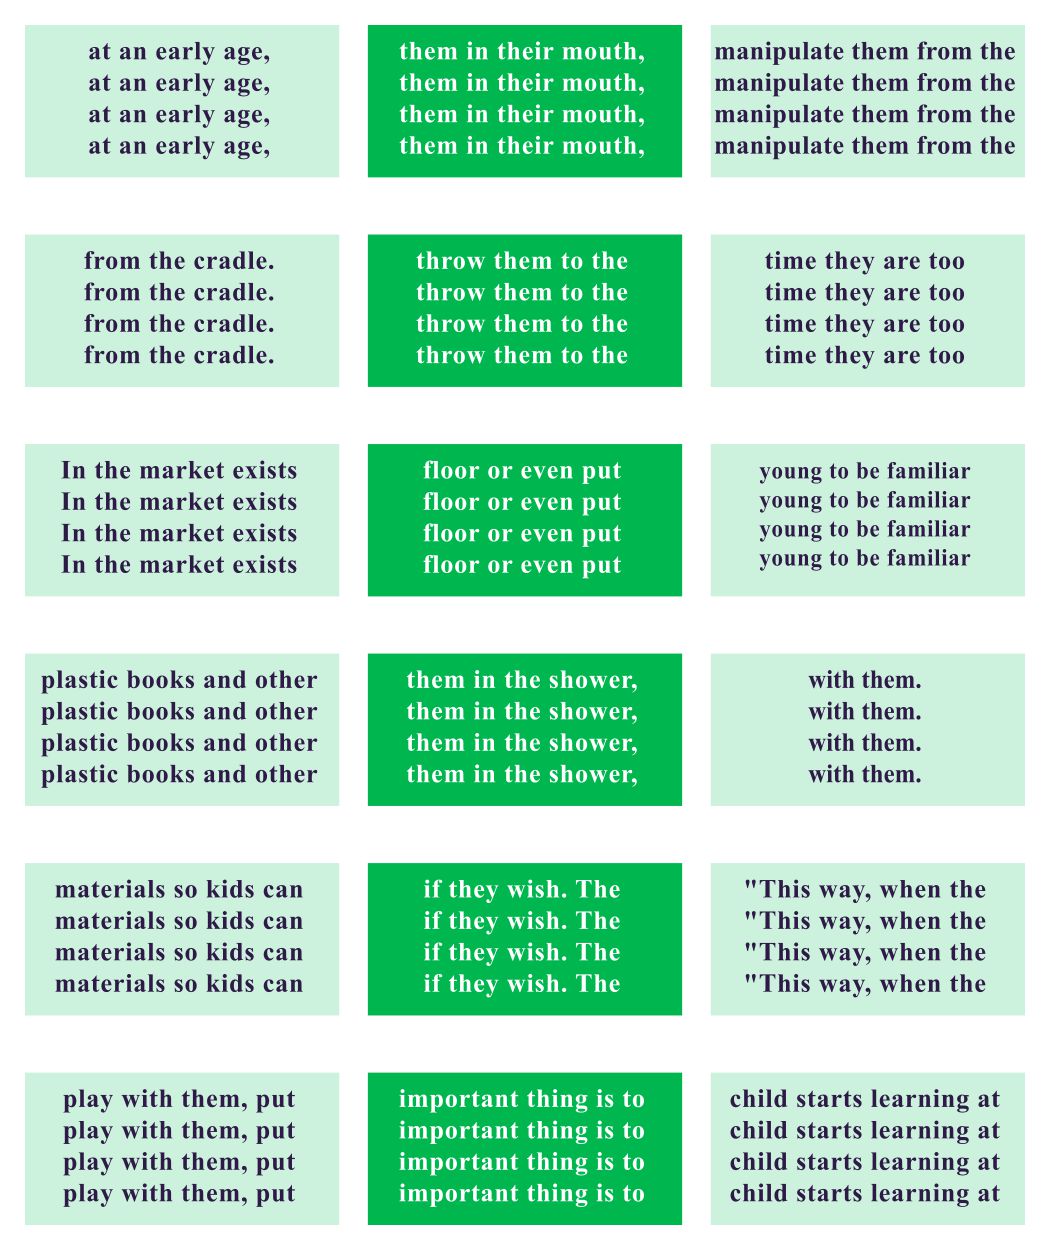 at an early age,
at an early age,
at an early age,
at an early age,
from the cradle.
from the cradle.
from the cradle.
from the cradle.
In the market exists
In the market exists
In the market exists
In the market exists
plastic books and other
plastic books and other
plastic books and other
plastic books and other
materials so kids can
materials so kids can
materials so kids can
materials so kids can
play with them, put
play with them, put
play with them, put
play with them, put
them in their mouth,
them in their mouth,
them in their mouth,
them in their mouth,
throw them to the
throw them to the
throw them to the
throw them to the
floor or even put
floor or even put
floor or even put
floor or even put
them in the shower,
them in the shower,
them in the shower,
them in the shower,
if they wish. The
if they wish. The
if they wish. The
if they wish. The
important thing is to
important thing is to
important thing is to
important thing is to
manipulate them from the
manipulate them from the
manipulate them from the
manipulate them from the
time they are too
time they are too
time they are too
time they are too
young to be familiar
young to be familiar
young to be familiar
young to be familiar
with them.
with them.
with them.
with them.
"This way, when the
"This way, when the
"This way, when the
"This way, when the
child starts learning at
child starts learning at
child starts learning at
child starts learning at